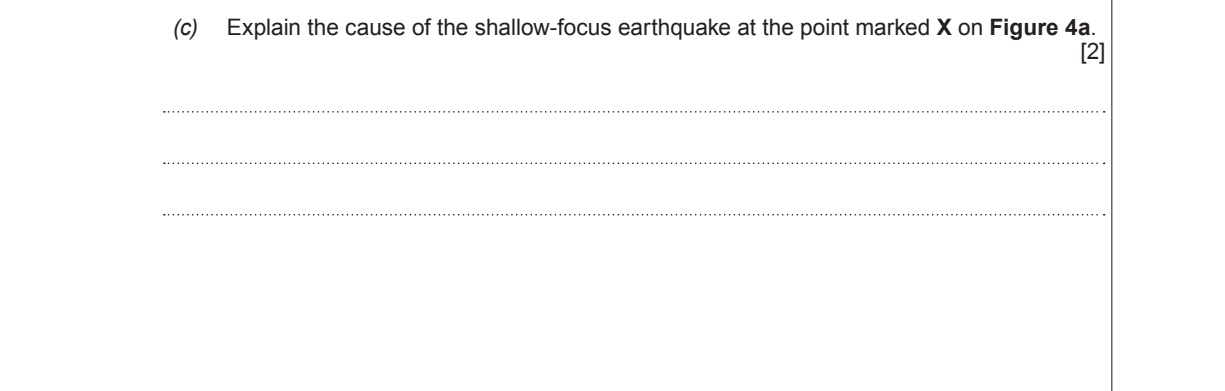 (c) Explain the cause of the shallow-focus earthquake at the point marked X on Figure 4a.
[2]